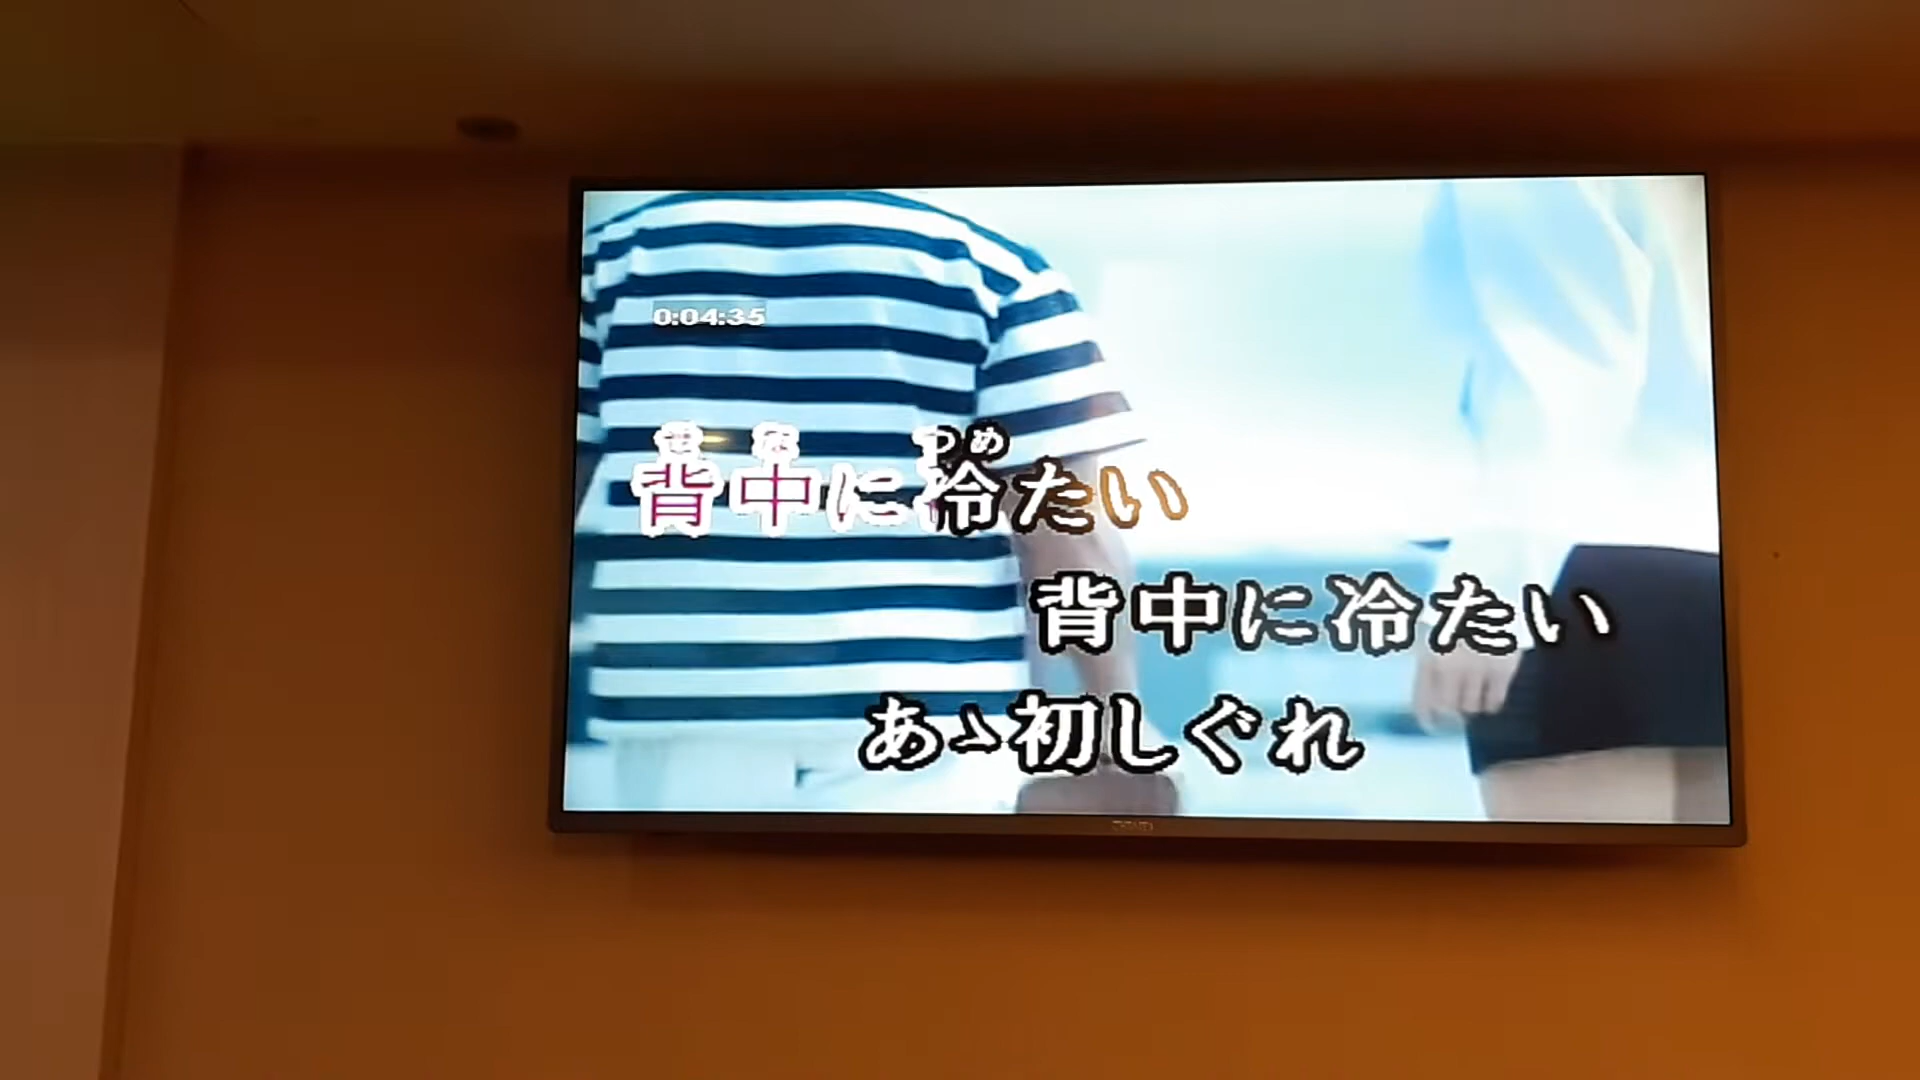 0:04:35
せ な つめ
背中に冷たい
背中に冷たい
あゝ初しぐれ